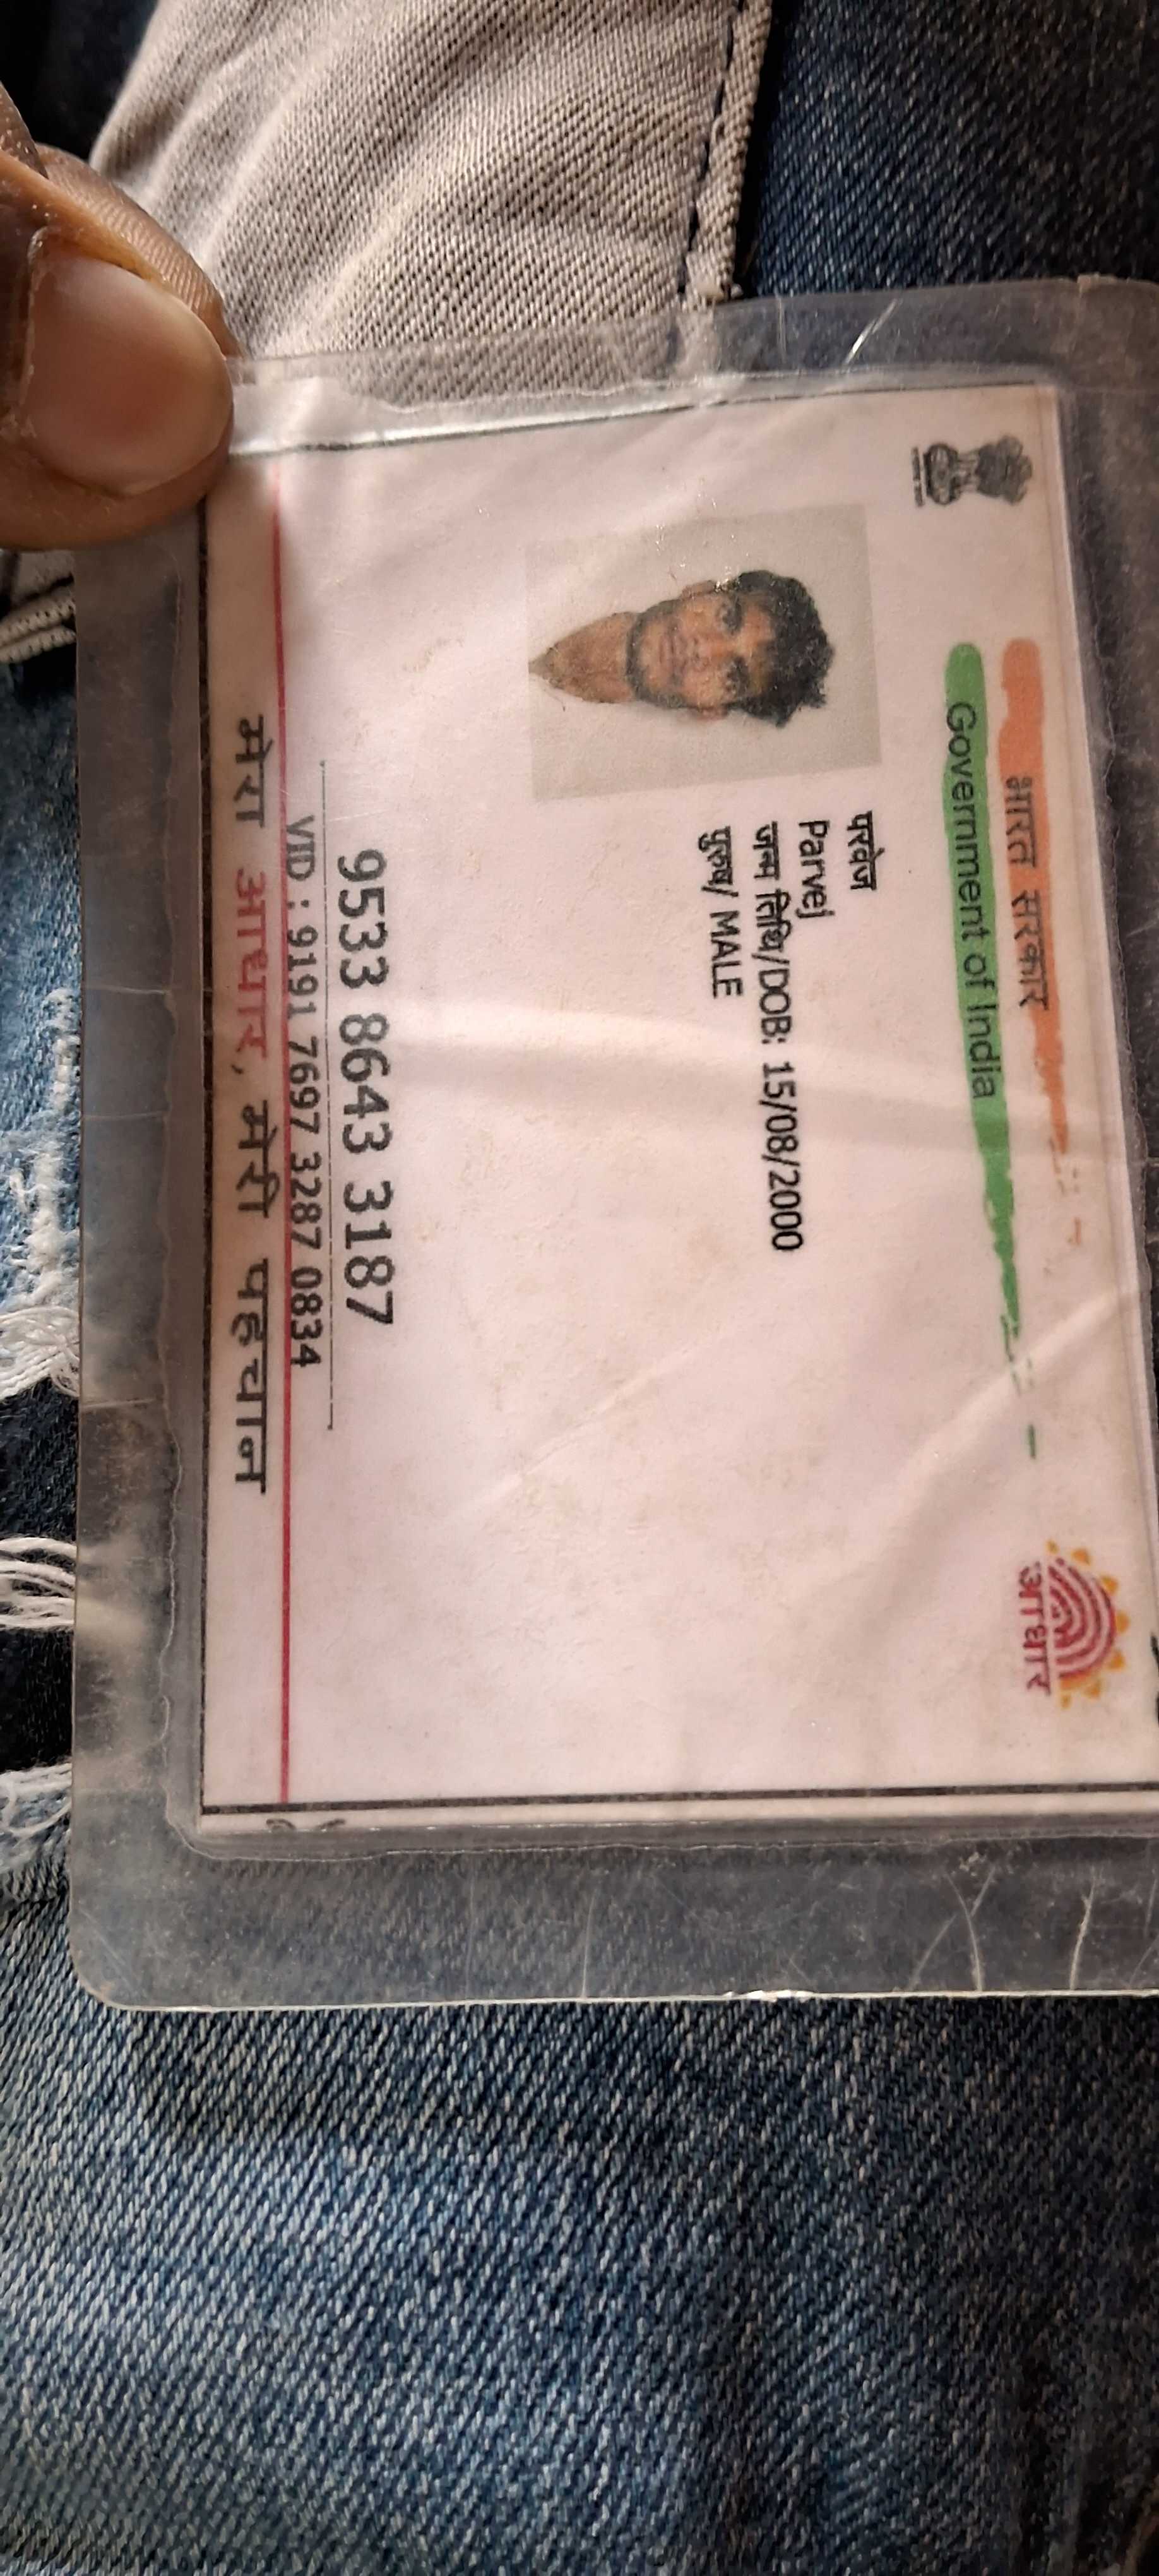 भारत सरकार
Government of India
परवेज
Parvej
जन्म तिथि/DOB: 15/08/2000
पुरुष/ MALE
9533 8643 3187
VID : 9191 7697 3287 0834
मेरा आधार, मेरी पहचान
आधार